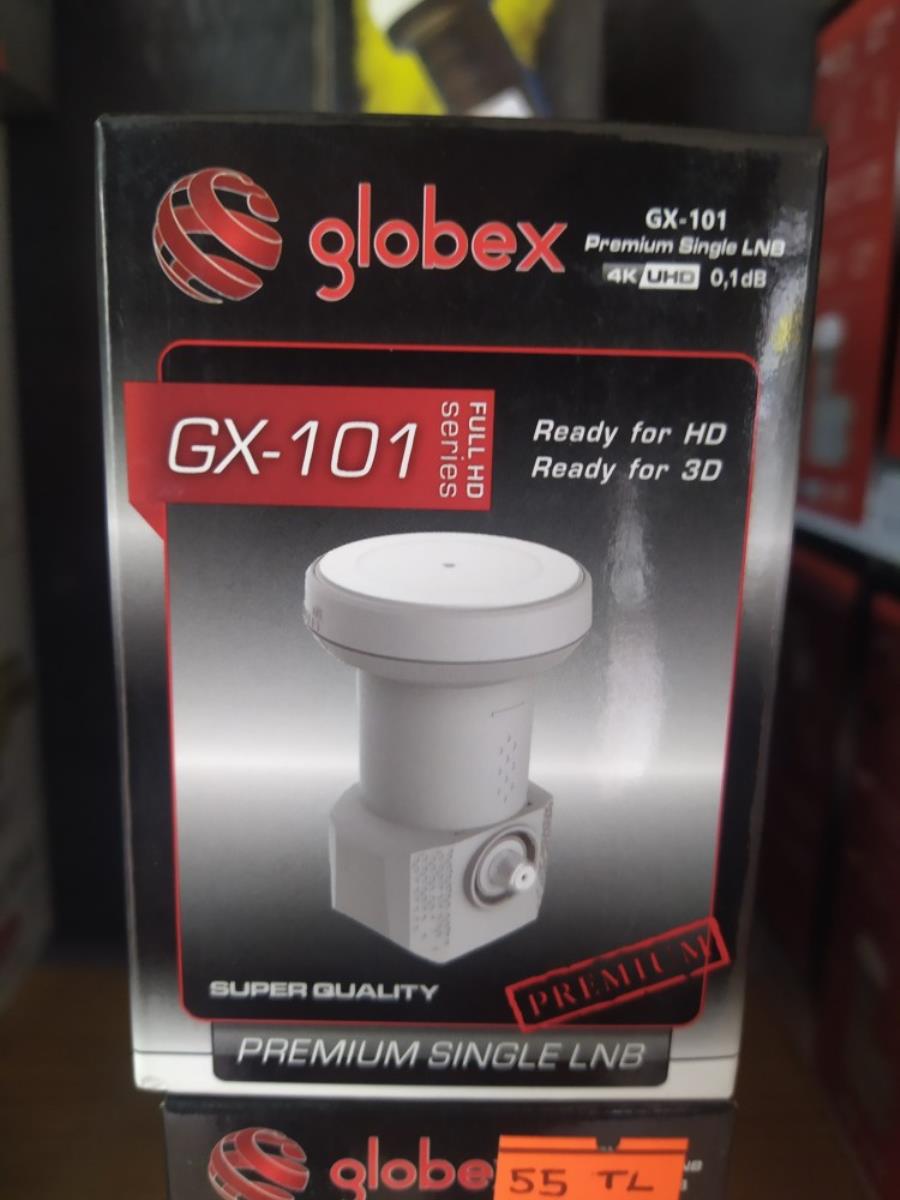 globex
GX-101
Premium Single LNB
4K UHD 0,1dB
GX-101
FULL HD
series
Ready for HD
Ready for 3D
SUPER QUALITY
PREMIUM
PREMIUM SINGLE LNB
globex
55 TL